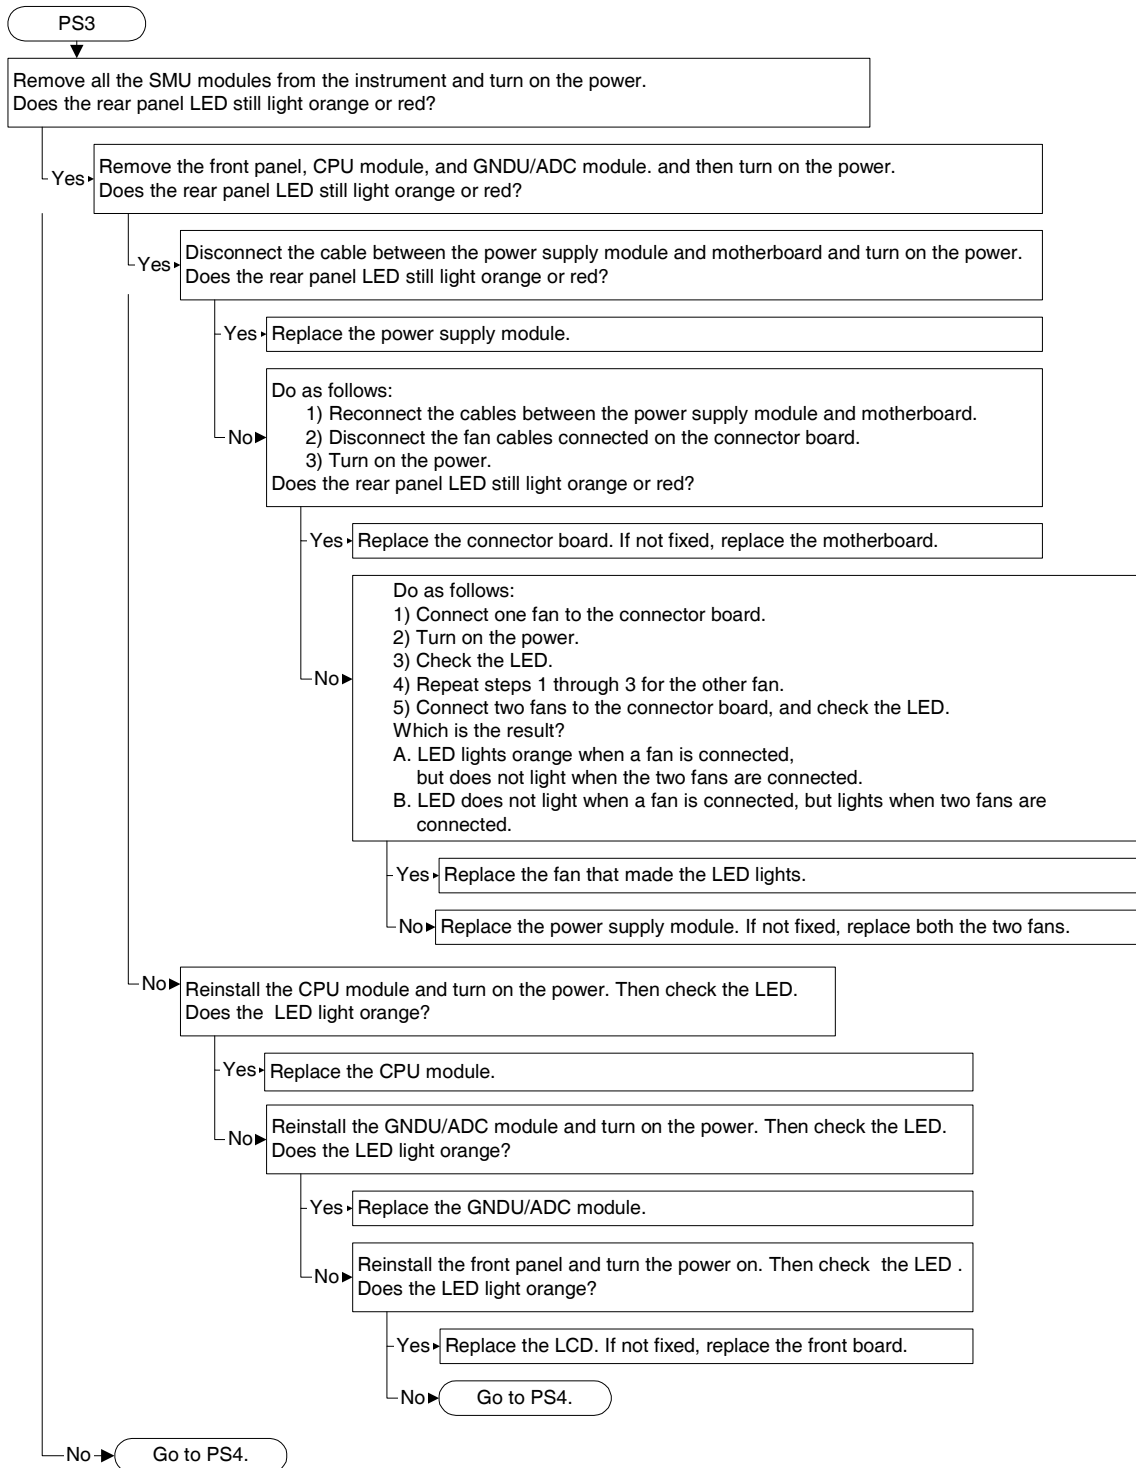 PS3
Remove all the SMU modules from the instrument and turn on the power.
Does the rear panel LED still light orange or red?
Yes
Remove the front panel, CPU module, and GNDU/ADC module. and then turn on the power.
Does the rear panel LED still light orange or red?
Yes
Disconnect the cable between the power supply module and motherboard and turn on the power.
Does the rear panel LED still light orange or red?
Yes
Replace the power supply module.
No
Do as follows:
1) Reconnect the cables between the power supply module and motherboard.
2) Disconnect the fan cables connected on the connector board.
3) Turn on the power.
Does the rear panel LED still light orange or red?
Yes
Replace the connector board. If not fixed, replace the motherboard.
No
Do as follows:
1) Connect one fan to the connector board.
2) Turn on the power.
3) Check the LED.
4) Repeat steps 1 through 3 for the other fan.
5) Connect two fans to the connector board, and check the LED.
Which is the result?
A. LED lights orange when a fan is connected,
but does not light when the two fans are connected.
B. LED does not light when a fan is connected, but lights when two fans are
connected.
Yes
Replace the fan that made the LED lights.
No
Replace the power supply module. If not fixed, replace both the two fans.
No
Reinstall the CPU module and turn on the power. Then check the LED.
Does the  LED light orange?
Yes
Replace the CPU module.
No
Reinstall the GNDU/ADC module and turn on the power. Then check the LED.
Does the LED light orange?
Yes
Replace the GNDU/ADC module.
No
Reinstall the front panel and turn the power on. Then check  the LED .
Does the LED light orange?
Yes
Replace the LCD. If not fixed, replace the front board.
No
Go to PS4.
No
Go to PS4.